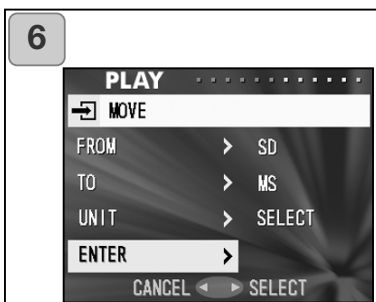 6
PLAY
MOVE
FROM > SD
TO > MS
UNIT > SELECT
ENTER >
CANCEL ◀ ▶ SELECT